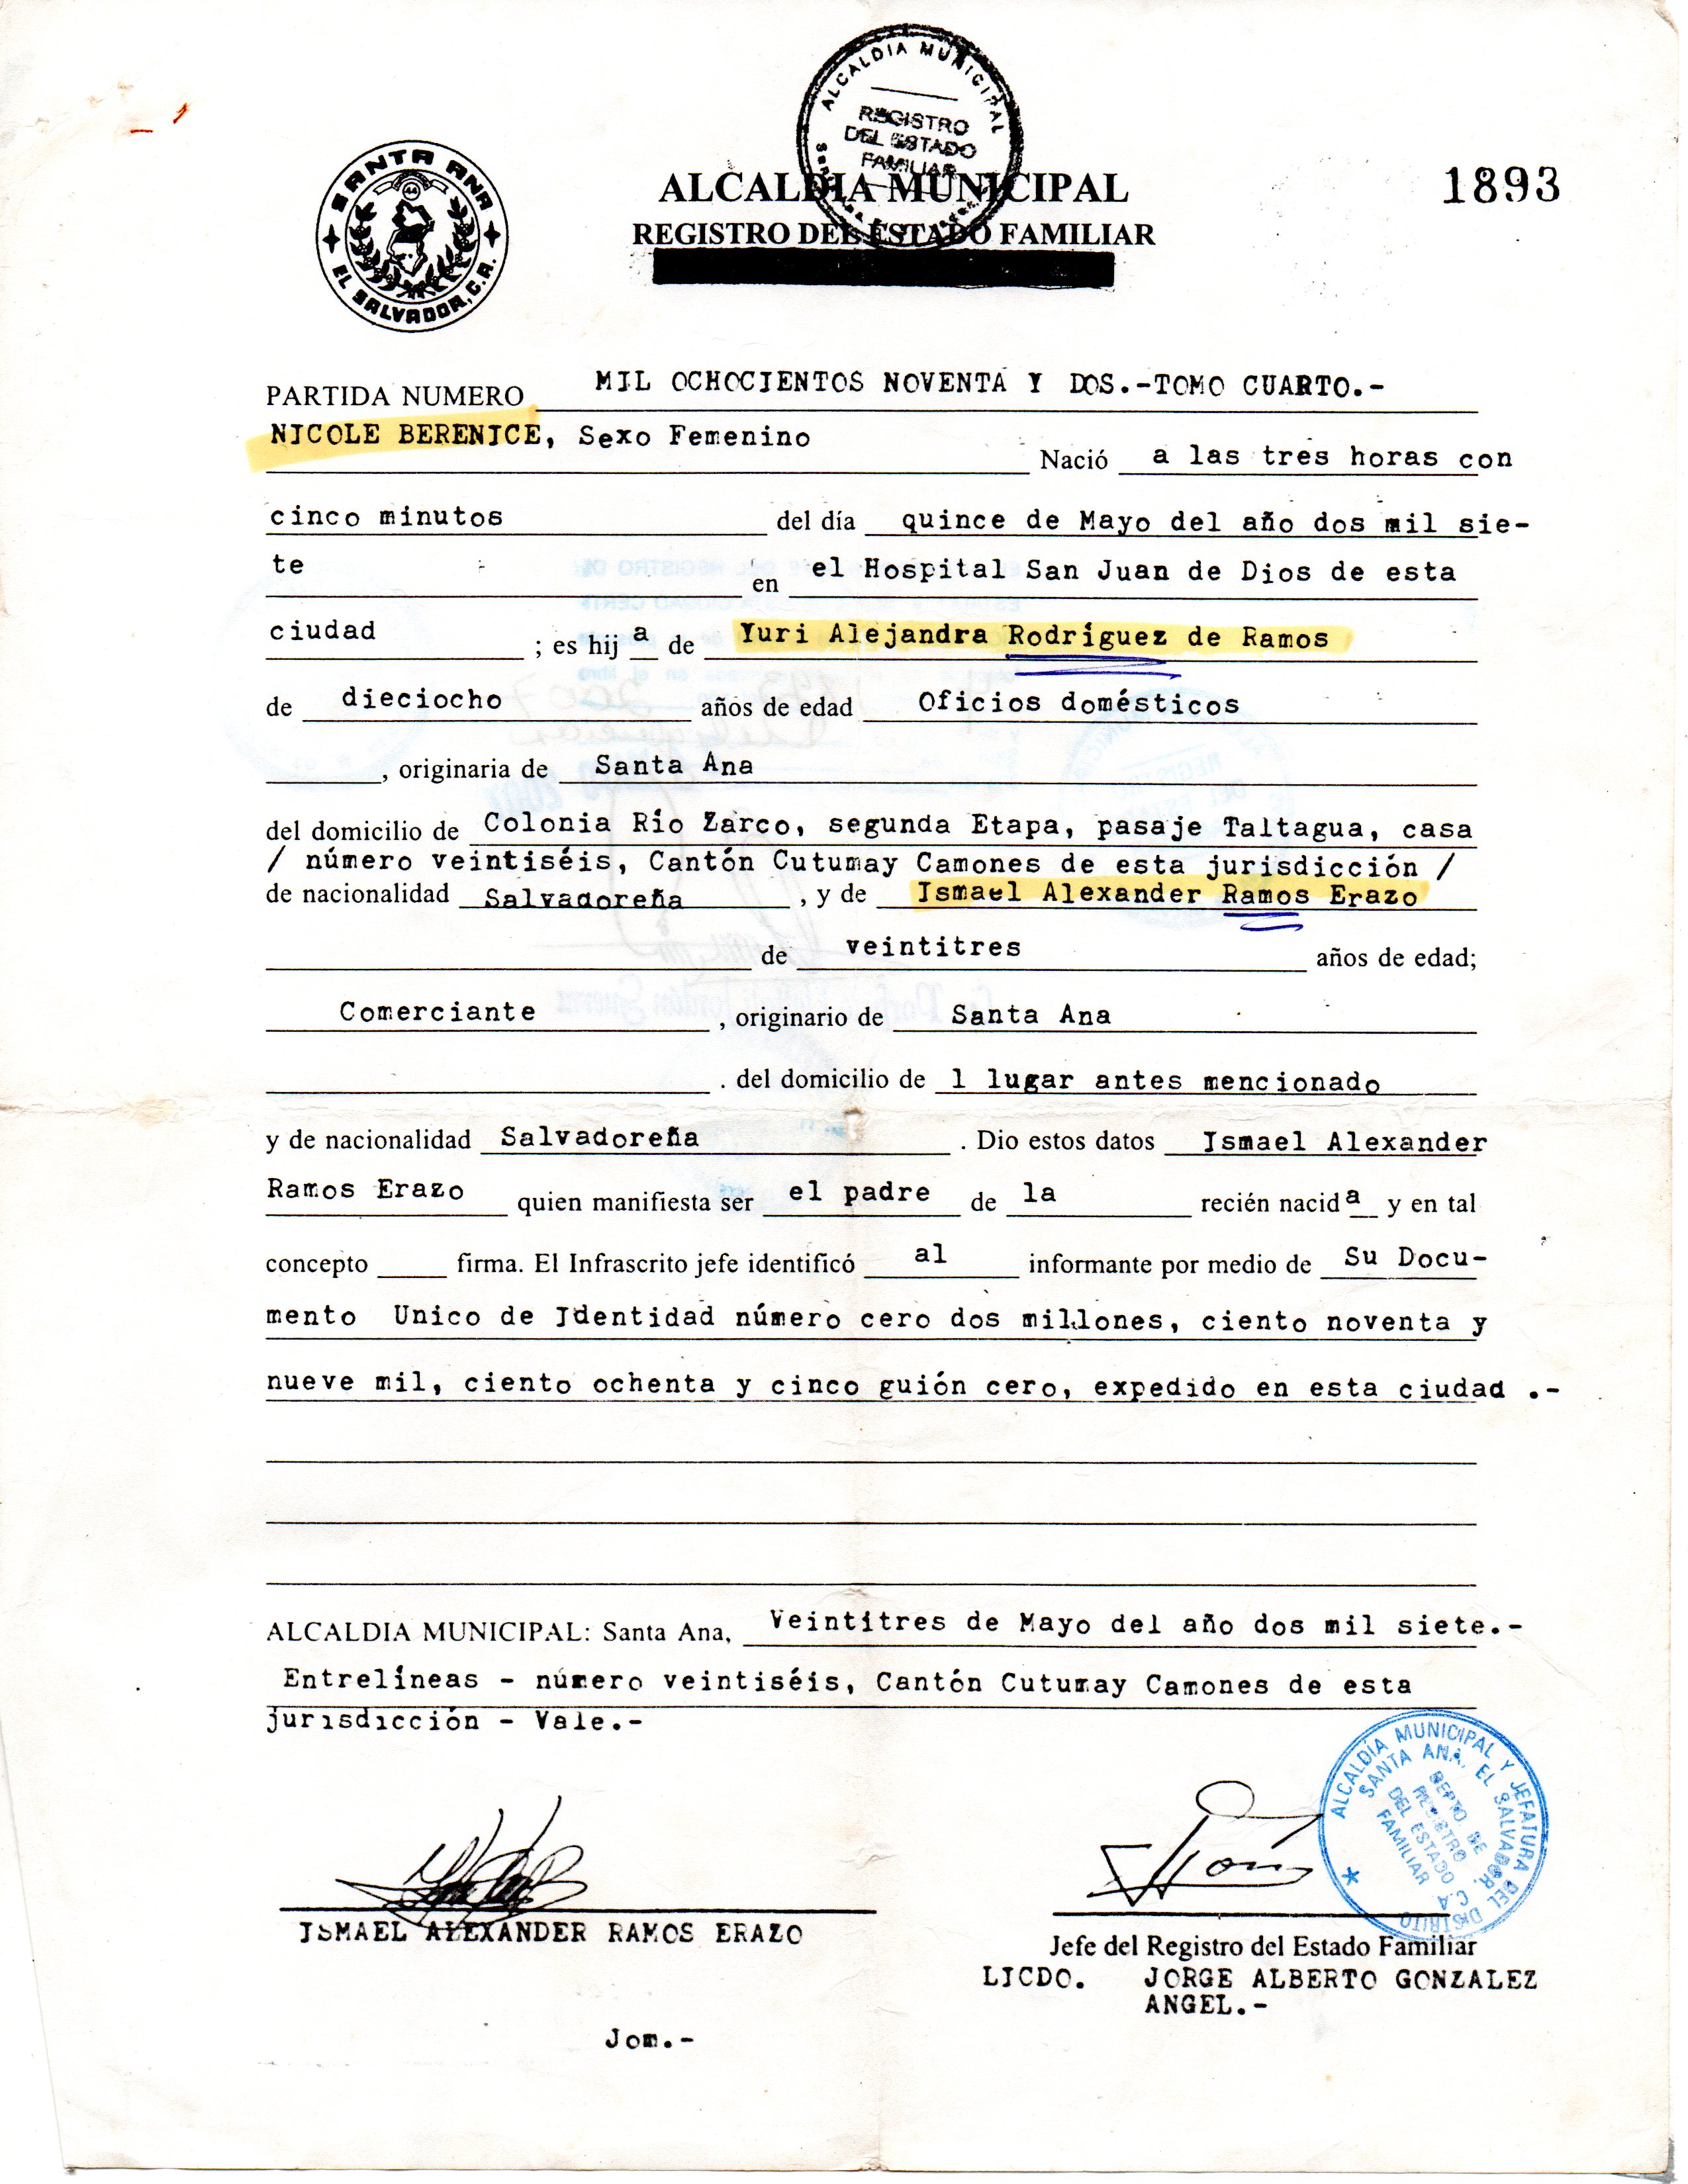 ALCALDIA MUNICIPAL
REGISTRO
DEL ESTADO
FAMILIAR
SANTA ANA
44
EL SALVADOR, C.A.
ALCALDIA MUNICIPAL
REGISTRO DEL ESTADO FAMILIAR
1893
PARTIDA NUMERO MIL OCHOCIENTOS NOVENTA Y DOS.-TOMO CUARTO.-
NICOLE BERENICE, Sexo Femenino Nació a las tres horas con
cinco minutos del día quince de Mayo del año dos mil sie-
te en el Hospital San Juan de Dios de esta
ciudad ; es hij a de Yuri Alejandra Rodríguez de Ramos
de dieciocho años de edad Oficios domésticos
, originaria de Santa Ana
del domicilio de Colonia Río Zarco, segunda Etapa, pasaje Taltagua, casa
/ número veintiséis, Cantón Cutumay Camones de esta jurisdicción /
de nacionalidad Salvadoreña , y de Ismael Alexander Ramos Erazo
de veintitres años de edad;
Comerciante , originario de Santa Ana
. del domicilio de l lugar antes mencionado
y de nacionalidad Salvadoreña . Dio estos datos Ismael Alexander
Ramos Erazo quien manifiesta ser el padre de la recién nacid a y en tal
concepto firma. El Infrascrito jefe identificó al informante por medio de Su Docu-
mento Unico de Identidad número cero dos millones, ciento noventa y
nueve mil, ciento ochenta y cinco guión cero, expedido en esta ciudad .-
ALCALDIA MUNICIPAL: Santa Ana, Veintitres de Mayo del año dos mil siete.-
Entrelíneas - número veintiséis, Cantón Cutumay Camones de esta
jurisdicción - Vale.-
ALCALDÍA MUNICIPAL Y JEFATURA DEL DISTRITO
SANTA ANA, EL SALVADOR, C.A.
DEPTO. DE
REGISTRO
DEL ESTADO
FAMILIAR
ISMAEL ALEXANDER RAMOS ERAZO
Jefe del Registro del Estado Familiar
LICDO. JORGE ALBERTO GONZALEZ
ANGEL.-
Jom.-